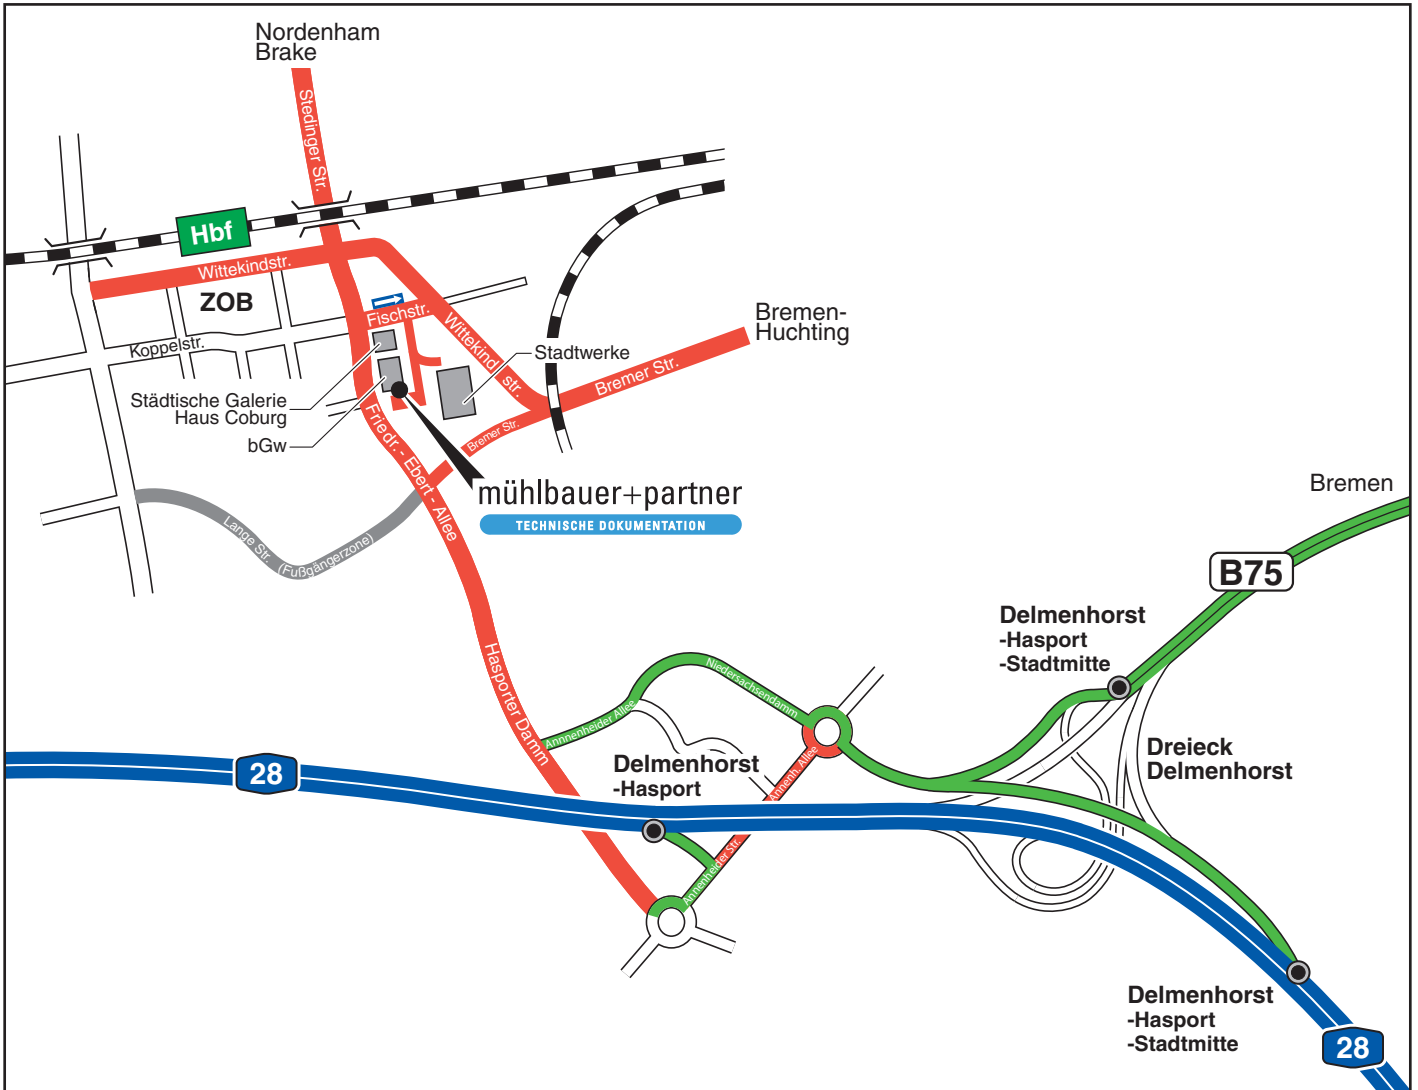 Nordenham
Brake
Stedinger Str.
Hbf
Wittekindstr.
ZOB
Fischstr.
Koppelstr.
Wittekind str.
Bremen-
Huchting
Stadtwerke
Bremer Str.
Städtische Galerie
Haus Coburg
bGw
Friedr. - Ebert - Allee
Bremer Str.
mühlbauer+partner
TECHNISCHE DOKUMENTATION
Lange Str. (Fußgängerzone)
Bremen
B75
Delmenhorst
-Hasport
-Stadtmitte
Hasporter Damm
Niedersachsendamm
Annnenheider Allee
Delmenhorst
-Hasport
Annenh. Allee
Dreieck
Delmenhorst
28
Annenheider Str.
Delmenhorst
-Hasport
-Stadtmitte
28